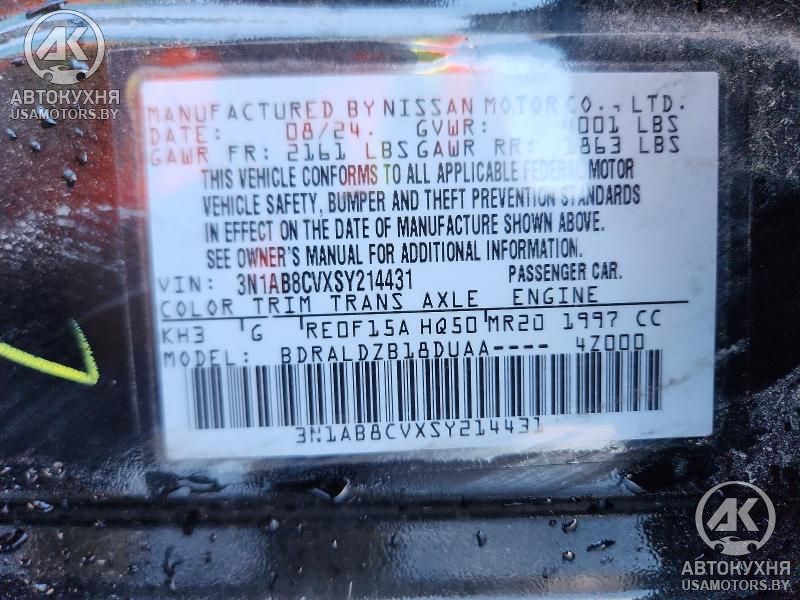 АК
АВТОКУХНЯ
USAMOTORS.BY
MANUFACTURED BY NISSAN MOTOR CO., LTD.
DATE: 08/24. GVWR: 4001 LBS
GAWR FR: 2161 LBS GAWR RR: 1863 LBS
THIS VEHICLE CONFORMS TO ALL APPLICABLE FEDERAL MOTOR
VEHICLE SAFETY, BUMPER AND THEFT PREVENTION STANDARDS
IN EFFECT ON THE DATE OF MANUFACTURE SHOWN ABOVE.
SEE OWNER'S MANUAL FOR ADDITIONAL INFORMATION.
VIN: 3N1AB8CVXSY214431 PASSENGER CAR.
COLOR TRIM TRANS AXLE ENGINE
KH3 G RE0F15A HQ50 MR20 1997 CC
MODEL: BDRALDZB18DUAA---- 4Z000
3N1AB8CVXSY214431
АК
АВТОКУХНЯ
USAMOTORS.BY